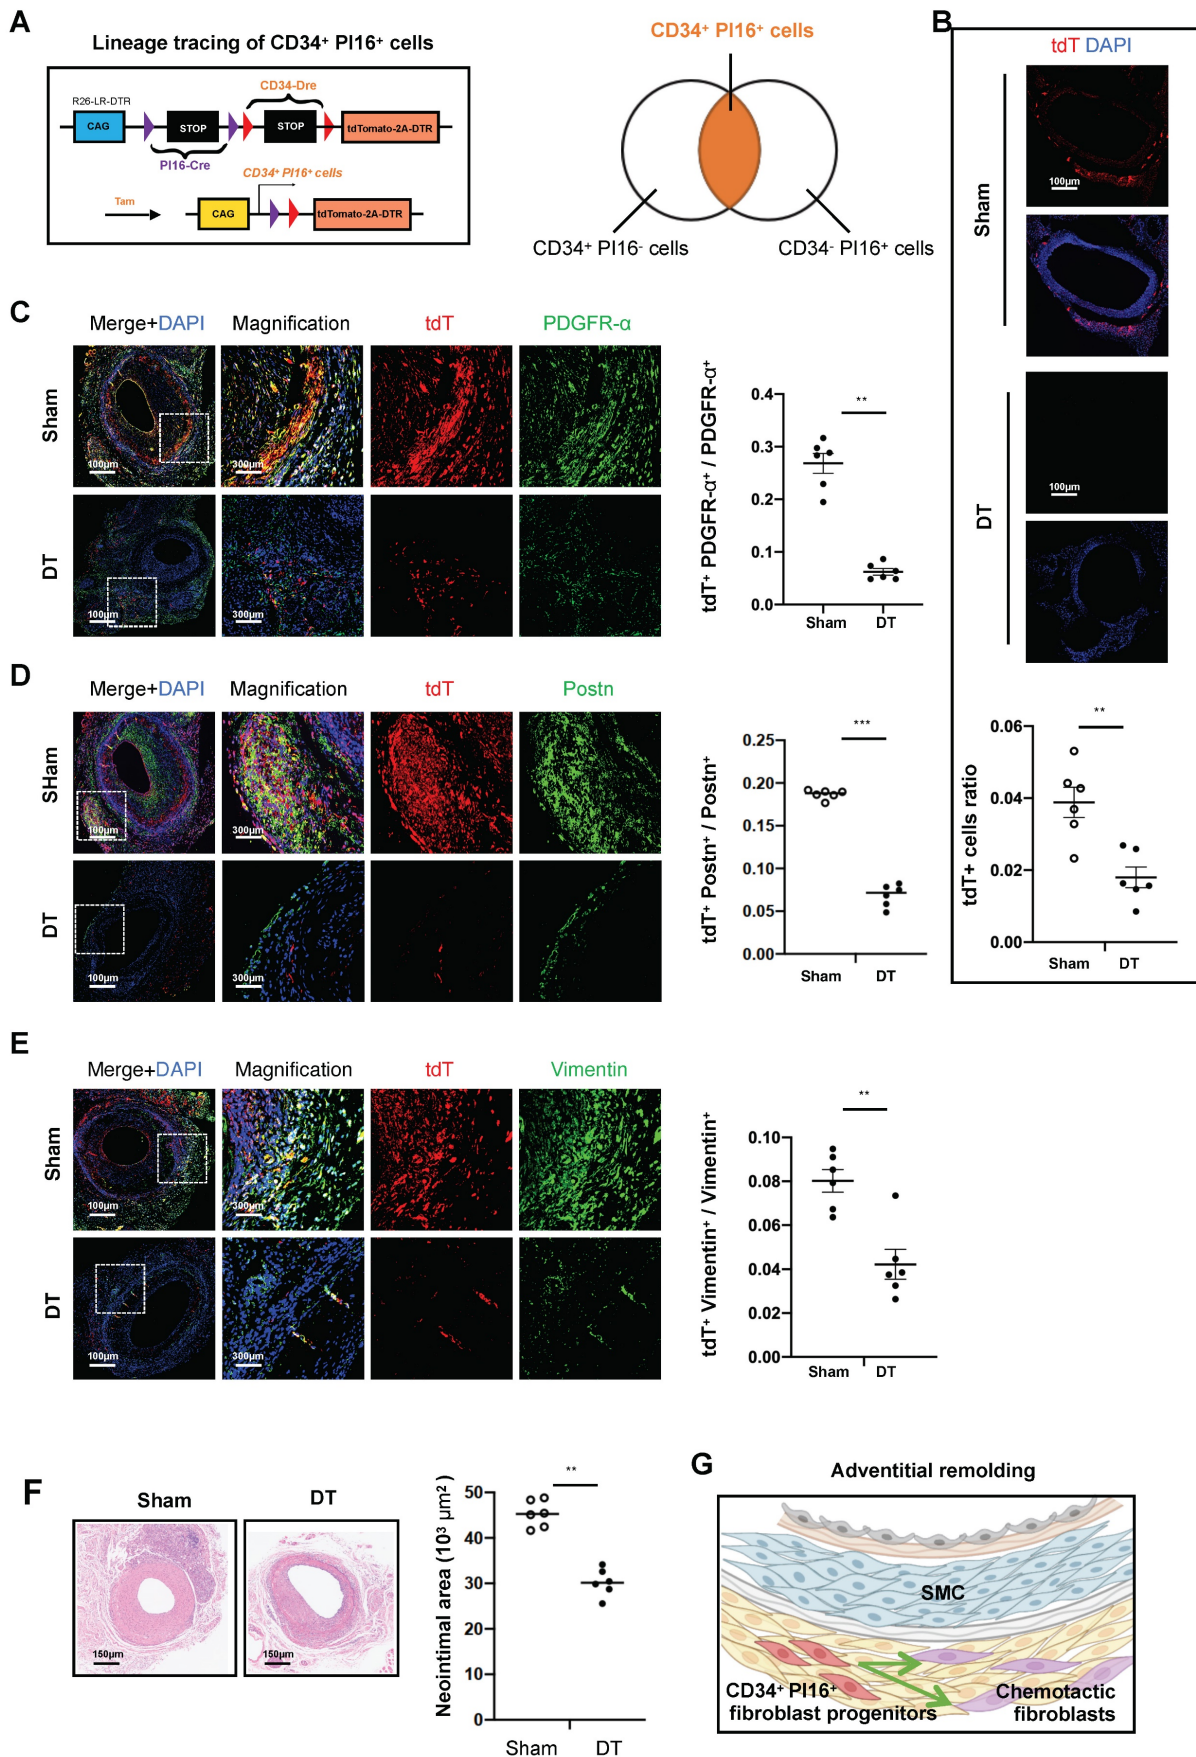 A
Lineage tracing of CD34⁺ PI16⁺ cells
R26-LR-DTR
CD34-Dre
CAG
STOP
STOP
tdTomato-2A-DTR
PI16-Cre
CD34⁺ PI16⁺ cells
Tam
CAG
tdTomato-2A-DTR
CD34⁺ PI16⁺ cells
CD34⁺ PI16⁻ cells
CD34⁻ PI16⁺ cells
B
tdT DAPI
Sham
100μm
DT
100μm
tdT+ cells ratio
**
0.06
0.04
0.02
0.00
Sham
DT
C
Merge+DAPI
Magnification
tdT
PDGFR-α
Sham
100μm
300μm
DT
100μm
300μm
tdT⁺ PDGFR-α⁺ / PDGFR-α⁺
**
0.4
0.3
0.2
0.1
0.0
Sham
DT
D
Merge+DAPI
Magnification
tdT
Postn
SHam
100μm
300μm
DT
100μm
300μm
tdT⁺ Postn⁺ / Postn⁺
***
0.25
0.20
0.15
0.10
0.05
0.00
Sham
DT
E
Merge+DAPI
Magnification
tdT
Vimentin
Sham
100μm
300μm
DT
100μm
300μm
tdT⁺ Vimentin⁺ / Vimentin⁺
**
0.10
0.08
0.06
0.04
0.02
0.00
Sham
DT
F
Sham
DT
150μm
150μm
Neointimal area (10³ μm²)
**
50
40
30
20
10
0
Sham
DT
G
Adventitial remolding
SMC
CD34⁺ PI16⁺
fibroblast progenitors
Chemotactic
fibroblasts